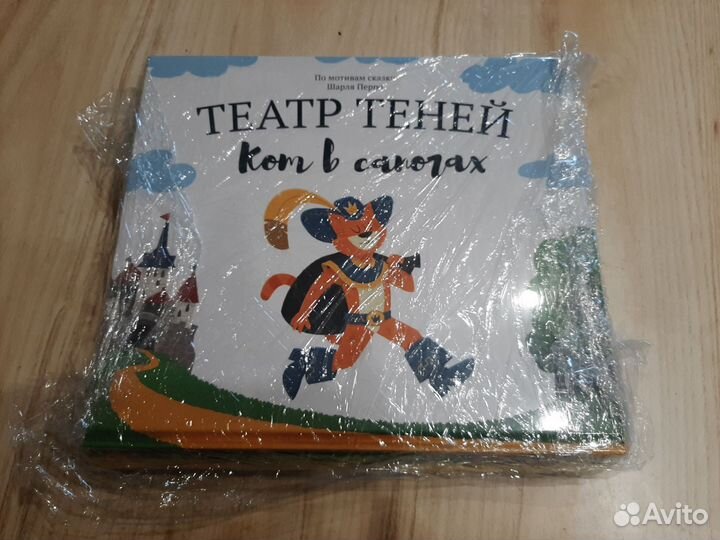 По мотивам сказки
Шарля Перро
ТЕАТР ТЕНЕЙ
Кот в сапогах
Avito